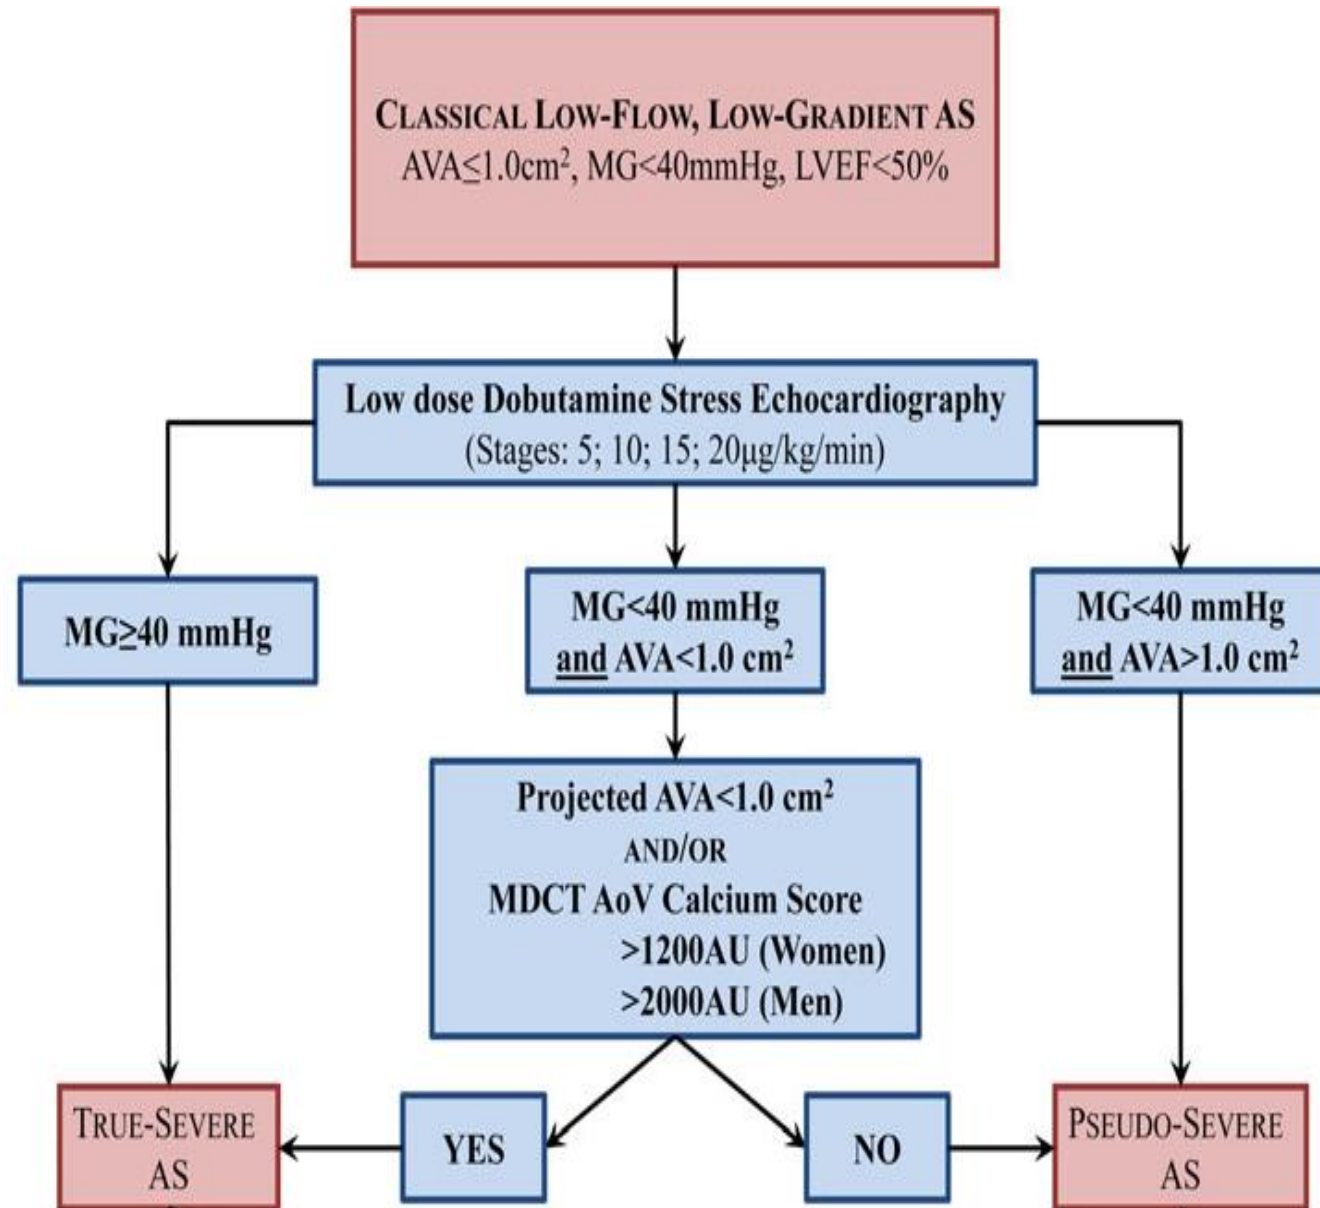 CLASSICAL LOW-FLOW, LOW-GRADIENT AS
AVA≤1.0cm², MG<40mmHg, LVEF<50%
Low dose Dobutamine Stress Echocardiography
(Stages: 5; 10; 15; 20µg/kg/min)
MG≥40 mmHg
MG<40 mmHg
and AVA<1.0 cm²
MG<40 mmHg
and AVA>1.0 cm²
Projected AVA<1.0 cm²
AND/OR
MDCT AoV Calcium Score
>1200AU (Women)
>2000AU (Men)
TRUE-SEVERE
AS
YES
NO
PSEUDO-SEVERE
AS